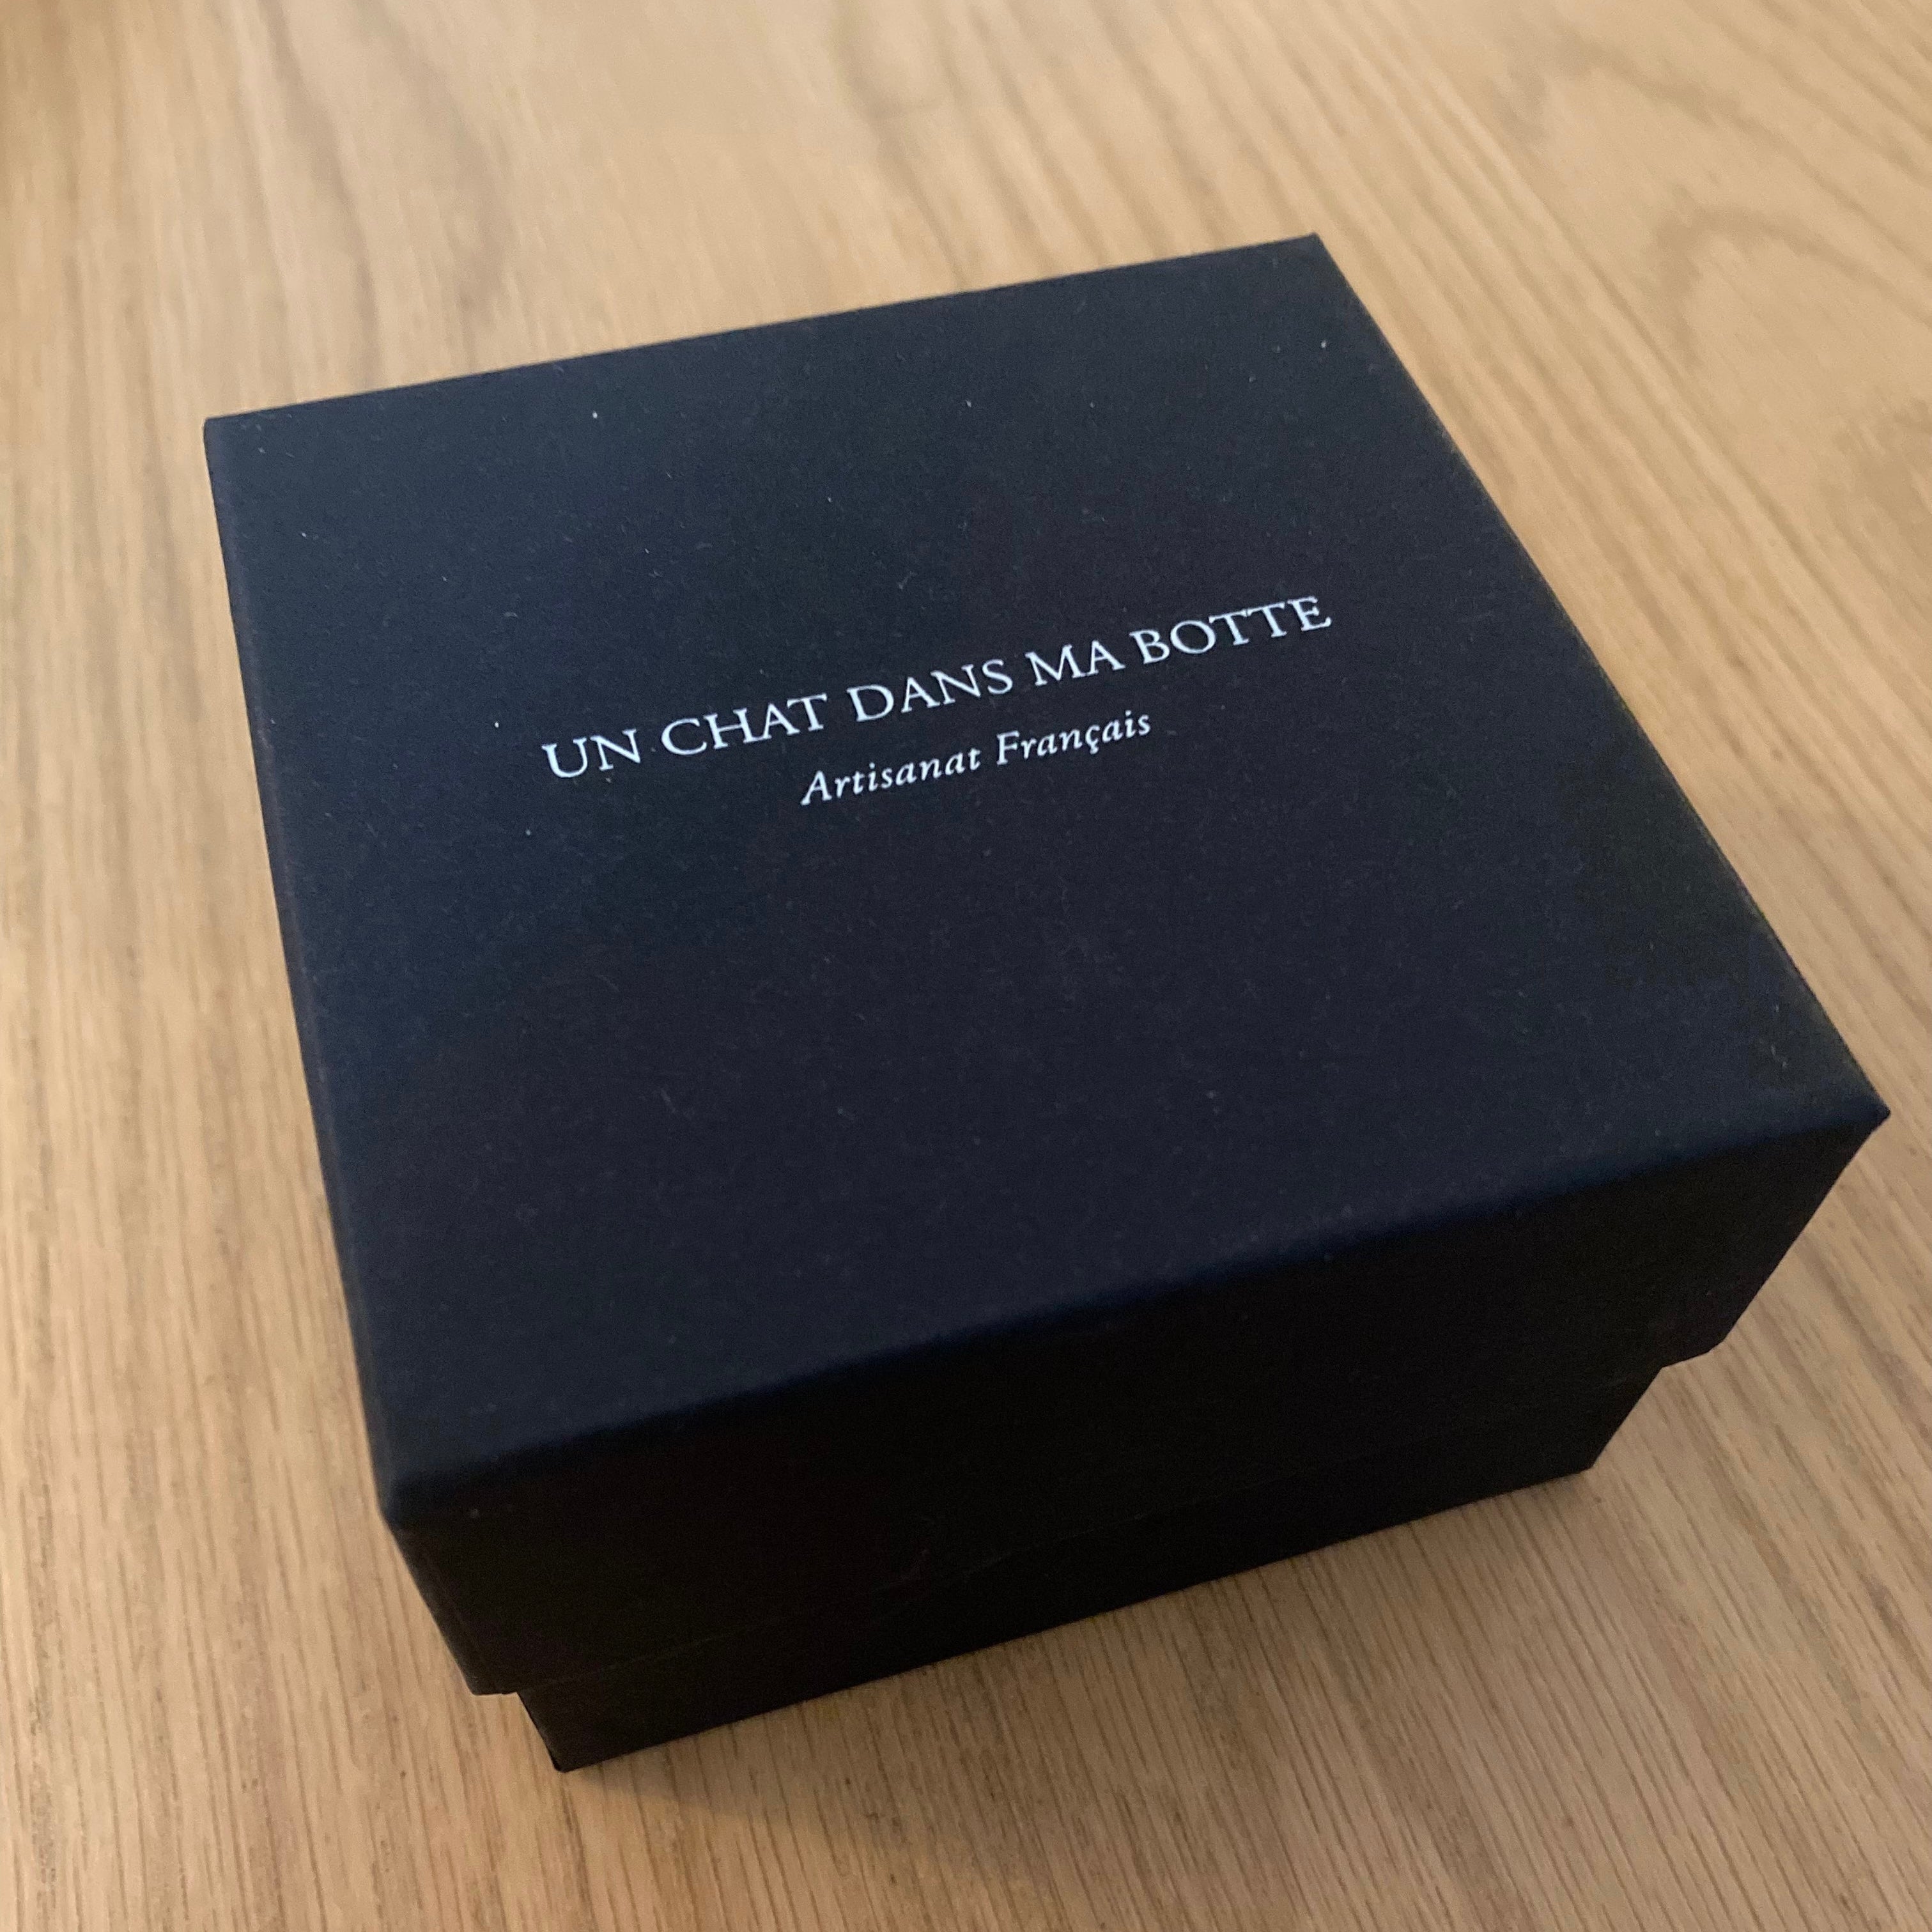 UN CHAT DANS MA BOTTE
Artisanat Français